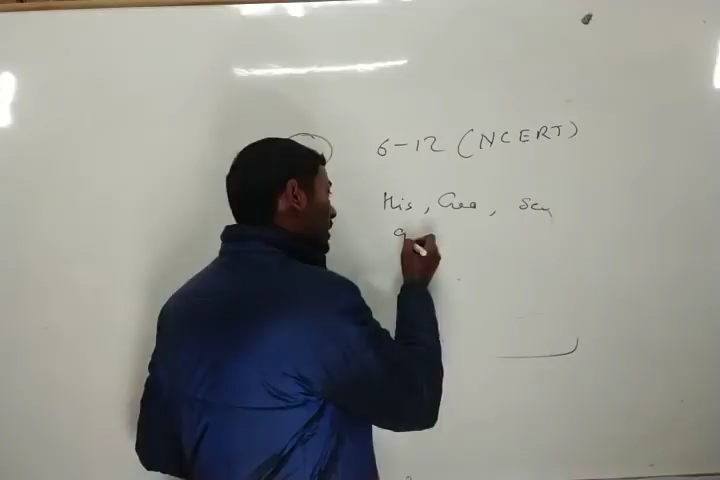 6-12 (NCERT)
His, Geo, Sci